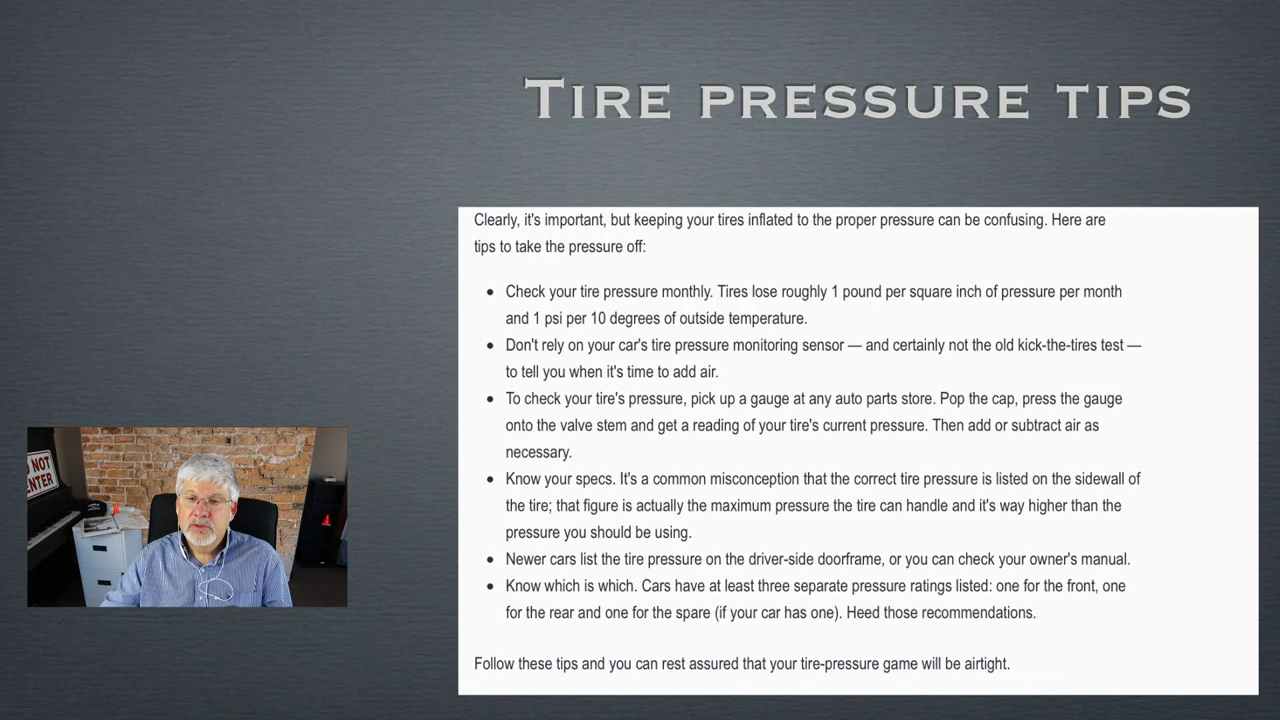 Tire pressure tips
Clearly, it's important, but keeping your tires inflated to the proper pressure can be confusing. Here are
tips to take the pressure off:
• Check your tire pressure monthly. Tires lose roughly 1 pound per square inch of pressure per month
and 1 psi per 10 degrees of outside temperature.
• Don't rely on your car's tire pressure monitoring sensor — and certainly not the old kick-the-tires test —
to tell you when it's time to add air.
• To check your tire's pressure, pick up a gauge at any auto parts store. Pop the cap, press the gauge
onto the valve stem and get a reading of your tire's current pressure. Then add or subtract air as
necessary.
• Know your specs. It's a common misconception that the correct tire pressure is listed on the sidewall of
the tire; that figure is actually the maximum pressure the tire can handle and it's way higher than the
pressure you should be using.
• Newer cars list the tire pressure on the driver-side doorframe, or you can check your owner's manual.
• Know which is which. Cars have at least three separate pressure ratings listed: one for the front, one
for the rear and one for the spare (if your car has one). Heed those recommendations.
Follow these tips and you can rest assured that your tire-pressure game will be airtight.
NOT